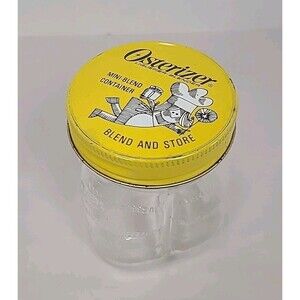 Osterizer®
MINI-BLEND
CONTAINER
BLEND AND STORE